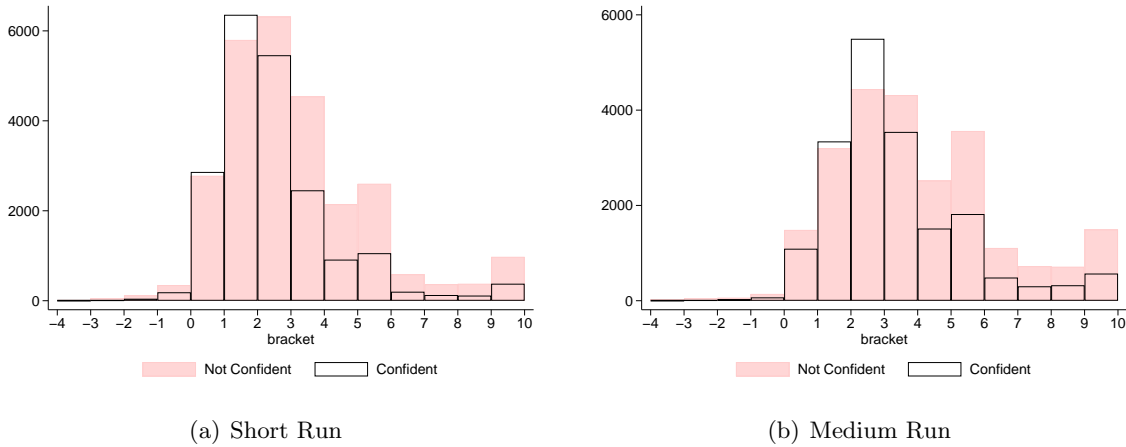 6000
4000
2000
0
−4 −3 −2 −1 0 1 2 3 4 5 6 7 8 9 10
bracket
Not Confident Confident
(a) Short Run
6000
4000
2000
0
−4 −3 −2 −1 0 1 2 3 4 5 6 7 8 9 10
bracket
Not Confident Confident
(b) Medium Run